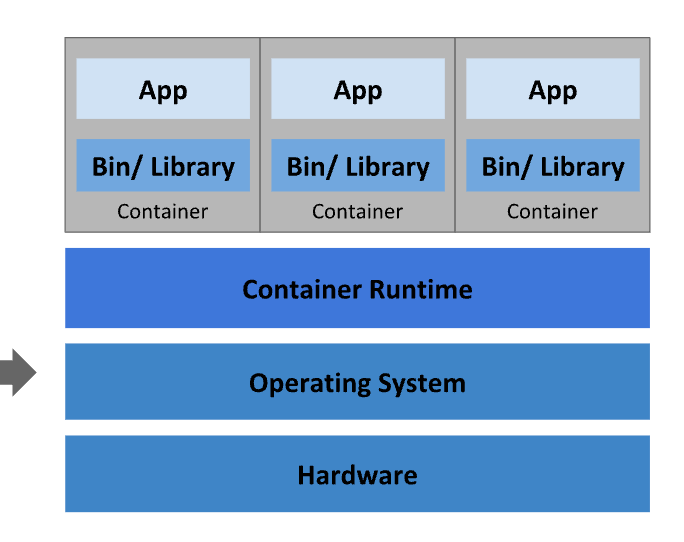 App
App
App
Bin/ Library
Bin/ Library
Bin/ Library
Container
Container
Container
Container Runtime
Operating System
Hardware